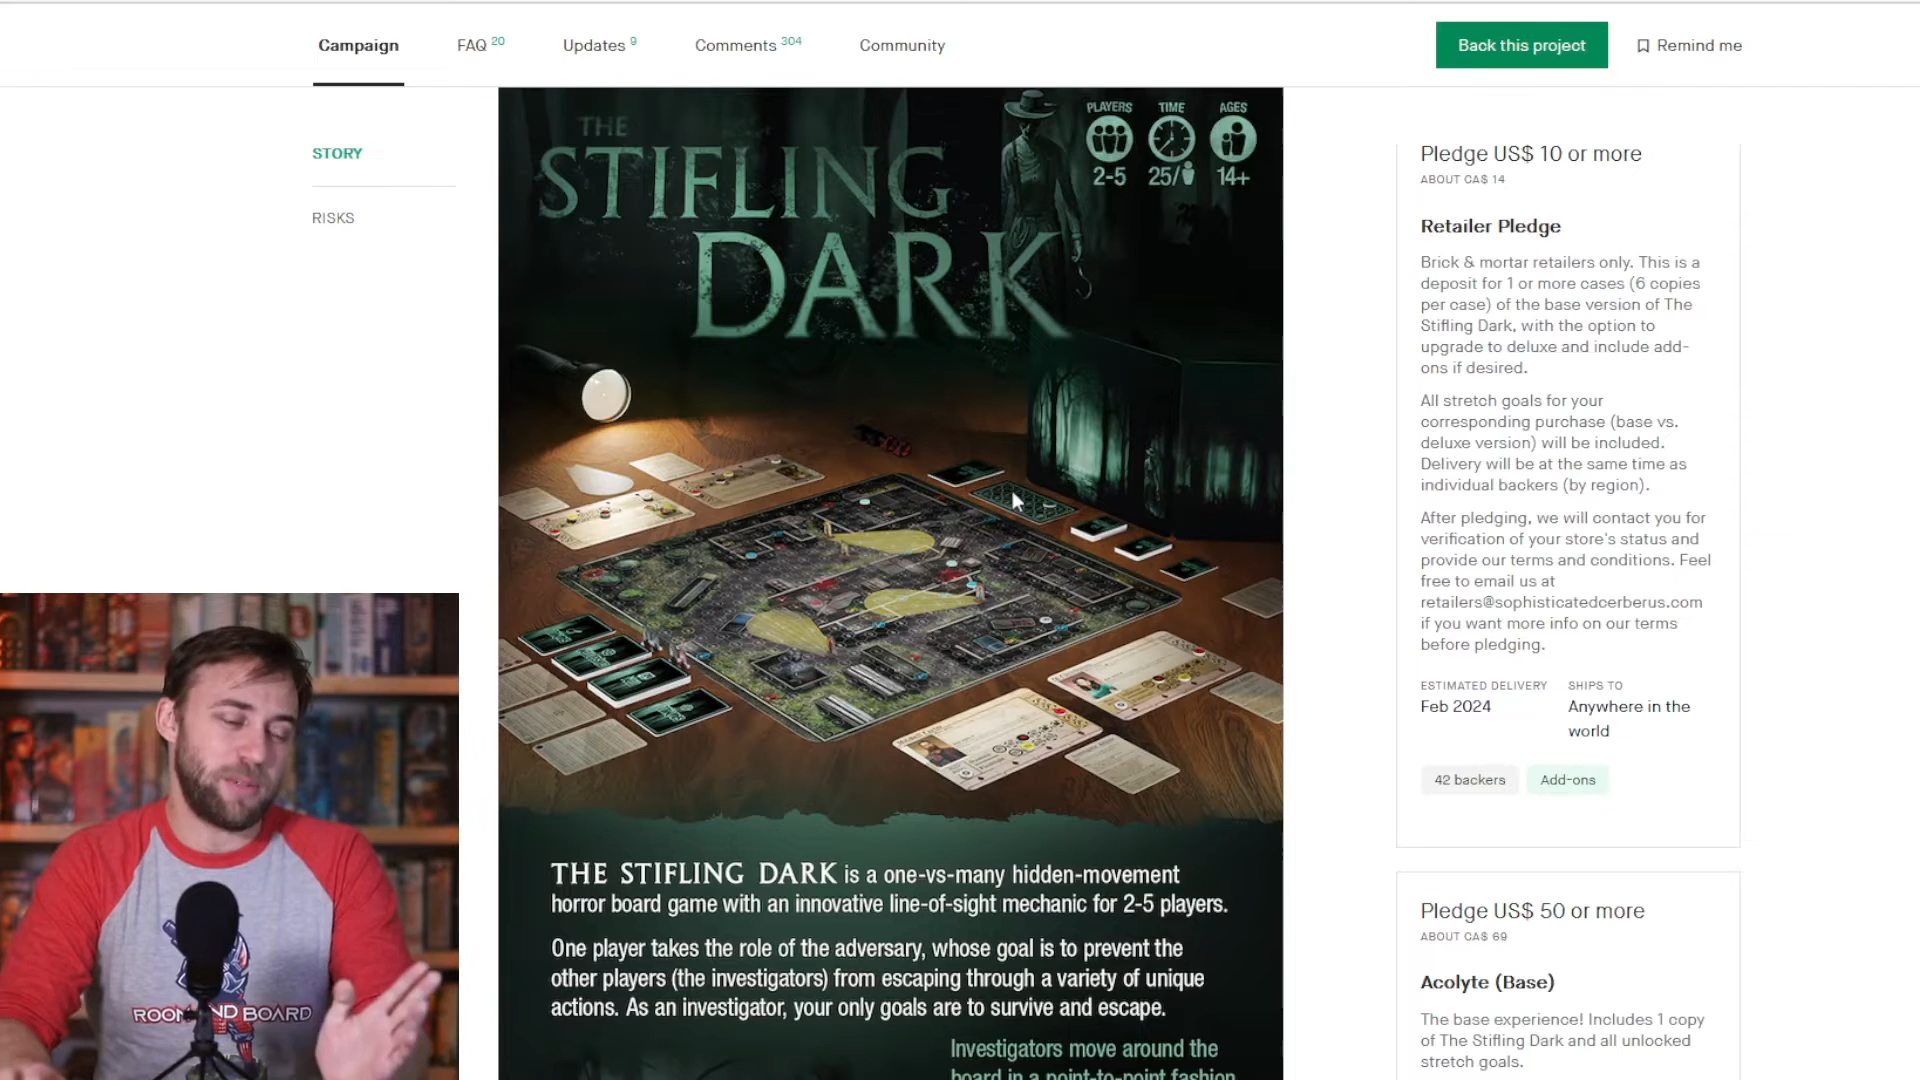 Campaign
FAQ 20
Updates 9
Comments 304
Community
Back this project
Remind me
STORY
RISKS
THE
STIFLING
DARK
PLAYERS TIME AGES
2-5 25/ 14+
THE STIFLING DARK is a one-vs-many hidden-movement
horror board game with an innovative line-of-sight mechanic for 2-5 players.
One player takes the role of the adversary, whose goal is to prevent the
other players (the investigators) from escaping through a variety of unique
actions. As an investigator, your only goals are to survive and escape.
Investigators move around the
board in a point-to-point fashion
Pledge US$ 10 or more
ABOUT CA$ 14
Retailer Pledge
Brick & mortar retailers only. This is a
deposit for 1 or more cases (6 copies
per case) of the base version of The
Stifling Dark, with the option to
upgrade to deluxe and include add-
ons if desired.
All stretch goals for your
corresponding purchase (base vs.
deluxe version) will be included.
Delivery will be at the same time as
individual backers (by region).
After pledging, we will contact you for
verification of your store's status and
provide our terms and conditions. Feel
free to email us at
retailers@sophisticatedcerberus.com
if you want more info on our terms
before pledging.
ESTIMATED DELIVERY SHIPS TO
Feb 2024 Anywhere in the
world
42 backers Add-ons
Pledge US$ 50 or more
ABOUT CA$ 69
Acolyte (Base)
The base experience! Includes 1 copy
of The Stifling Dark and all unlocked
stretch goals.
BOARD